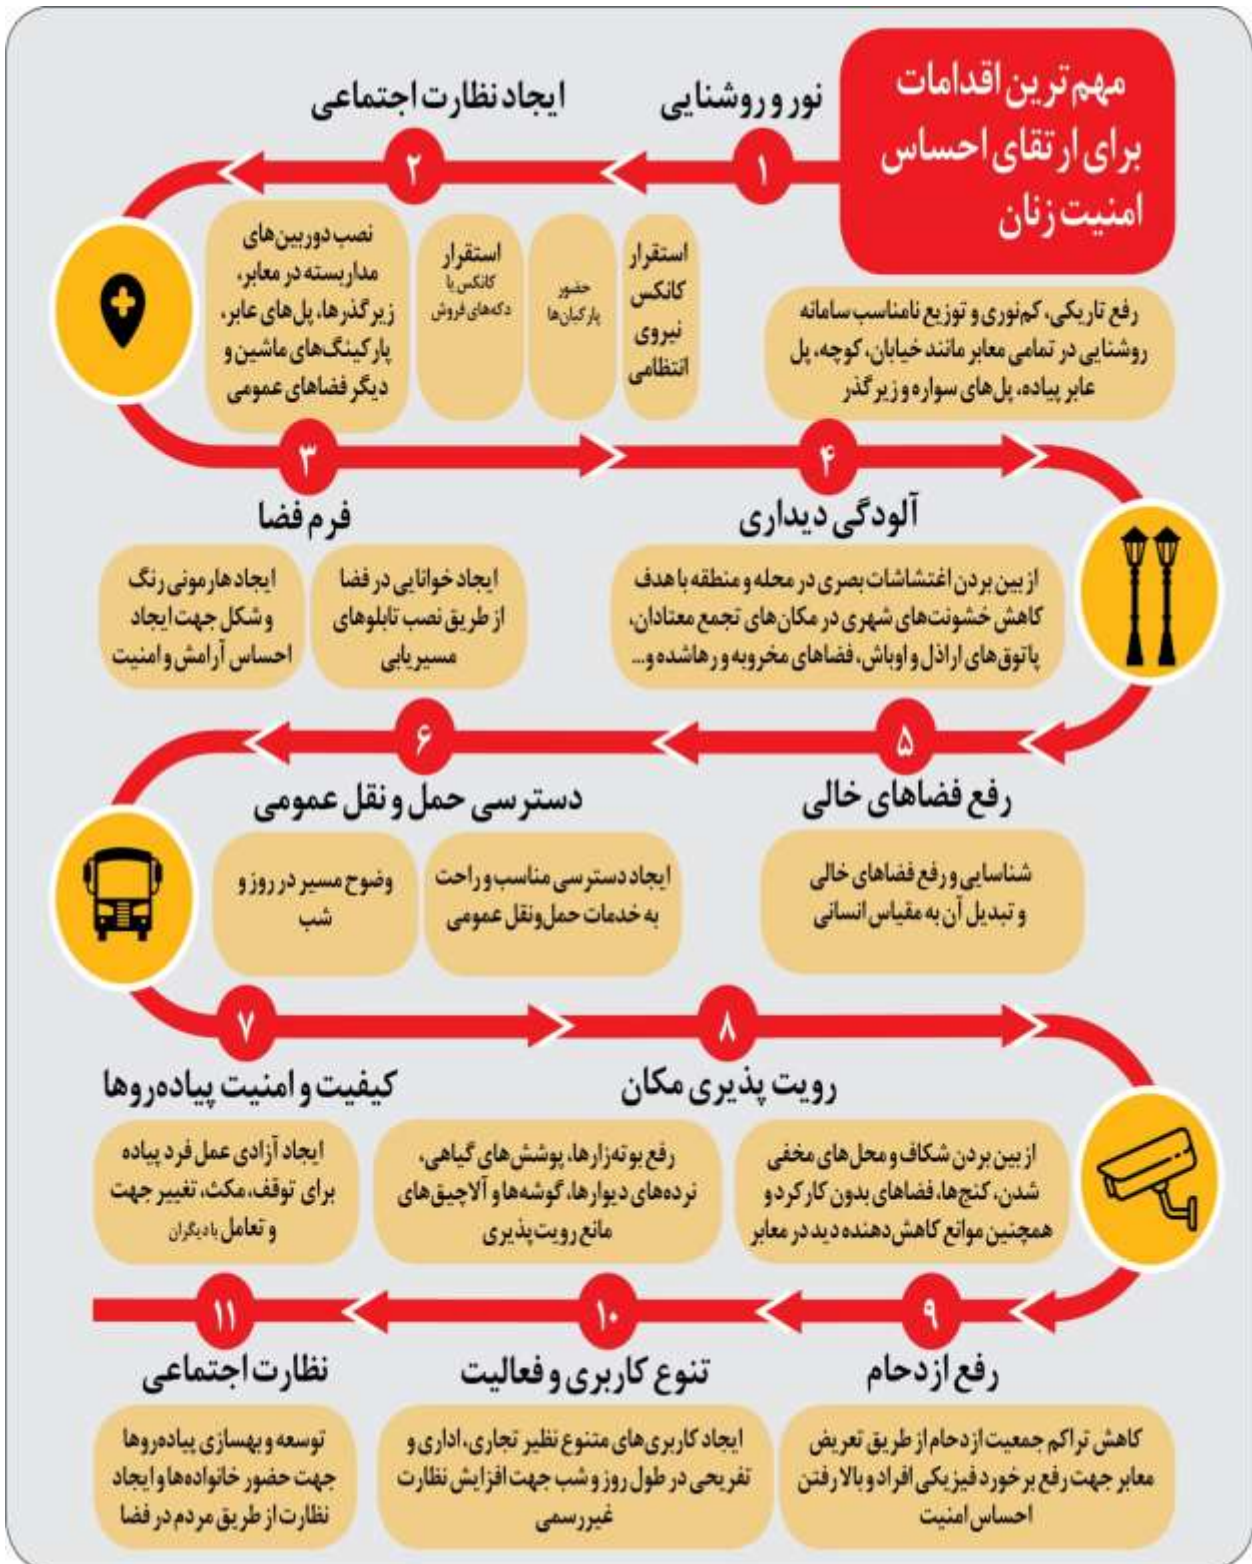 مهم ترین اقدامات
برای ارتقای احساس
امنیت زنان
۱
نور و روشنایی
رفع تاریکی، کم‌نوری و توزیع نامناسب سامانه
روشنایی در تمامی معابر مانند خیابان، کوچه، پل
عابر پیاده، پل‌های سواره و زیرگذر
۲
ایجاد نظارت اجتماعی
استقرار
کانکس
نیروی
انتظامی
حضور
پارکبان‌ها
استقرار
کانکس یا
دکه‌های فروش
نصب دوربین‌های
مداربسته در معابر،
زیرگذرها، پل‌های عابر،
پارکینگ‌های ماشین و
دیگر فضاهای عمومی
۳
فرم فضا
ایجاد خوانایی در فضا
از طریق نصب تابلوهای
مسیریابی
ایجاد هارمونی رنگ
و شکل جهت ایجاد
احساس آرامش و امنیت
۴
آلودگی دیداری
از بین بردن اغتشاشات بصری در محله و منطقه با هدف
کاهش خشونت‌های شهری در مکان‌های تجمع معتادان،
پاتوق‌های اراذل و اوباش، فضاهای مخروبه و رها شده و...
۵
رفع فضاهای خالی
شناسایی و رفع فضاهای خالی
و تبدیل آن به مقیاس انسانی
۶
دسترسی حمل و نقل عمومی
ایجاد دسترسی مناسب و راحت
به خدمات حمل‌ونقل عمومی
وضوح مسیر در روز و
شب
۷
کیفیت و امنیت پیاده‌روها
ایجاد آزادی عمل فرد پیاده
برای توقف، مکث، تغییر جهت
و تعامل با دیگران
۸
رویت پذیری مکان
از بین بردن شکاف و محل‌های مخفی
شدن، کنج‌ها، فضاهای بدون کارکرد و
همچنین موانع کاهش‌دهنده دید در معابر
رفع بوته‌زارها، پوشش‌های گیاهی،
نرده‌های دیوارها، گوشه‌ها و آلاچیق‌های
مانع رویت‌پذیری
۹
رفع ازدحام
کاهش تراکم جمعیت ازدحام از طریق تعریض
معابر جهت رفع برخورد فیزیکی افراد و بالا رفتن
احساس امنیت
۱۰
تنوع کاربری و فعالیت
ایجاد کاربری‌های متنوع نظیر تجاری، اداری و
تفریحی در طول روز و شب جهت افزایش نظارت
غیررسمی
۱۱
نظارت اجتماعی
توسعه و بهسازی پیاده‌روها
جهت حضور خانواده‌ها و ایجاد
نظارت از طریق مردم در فضا